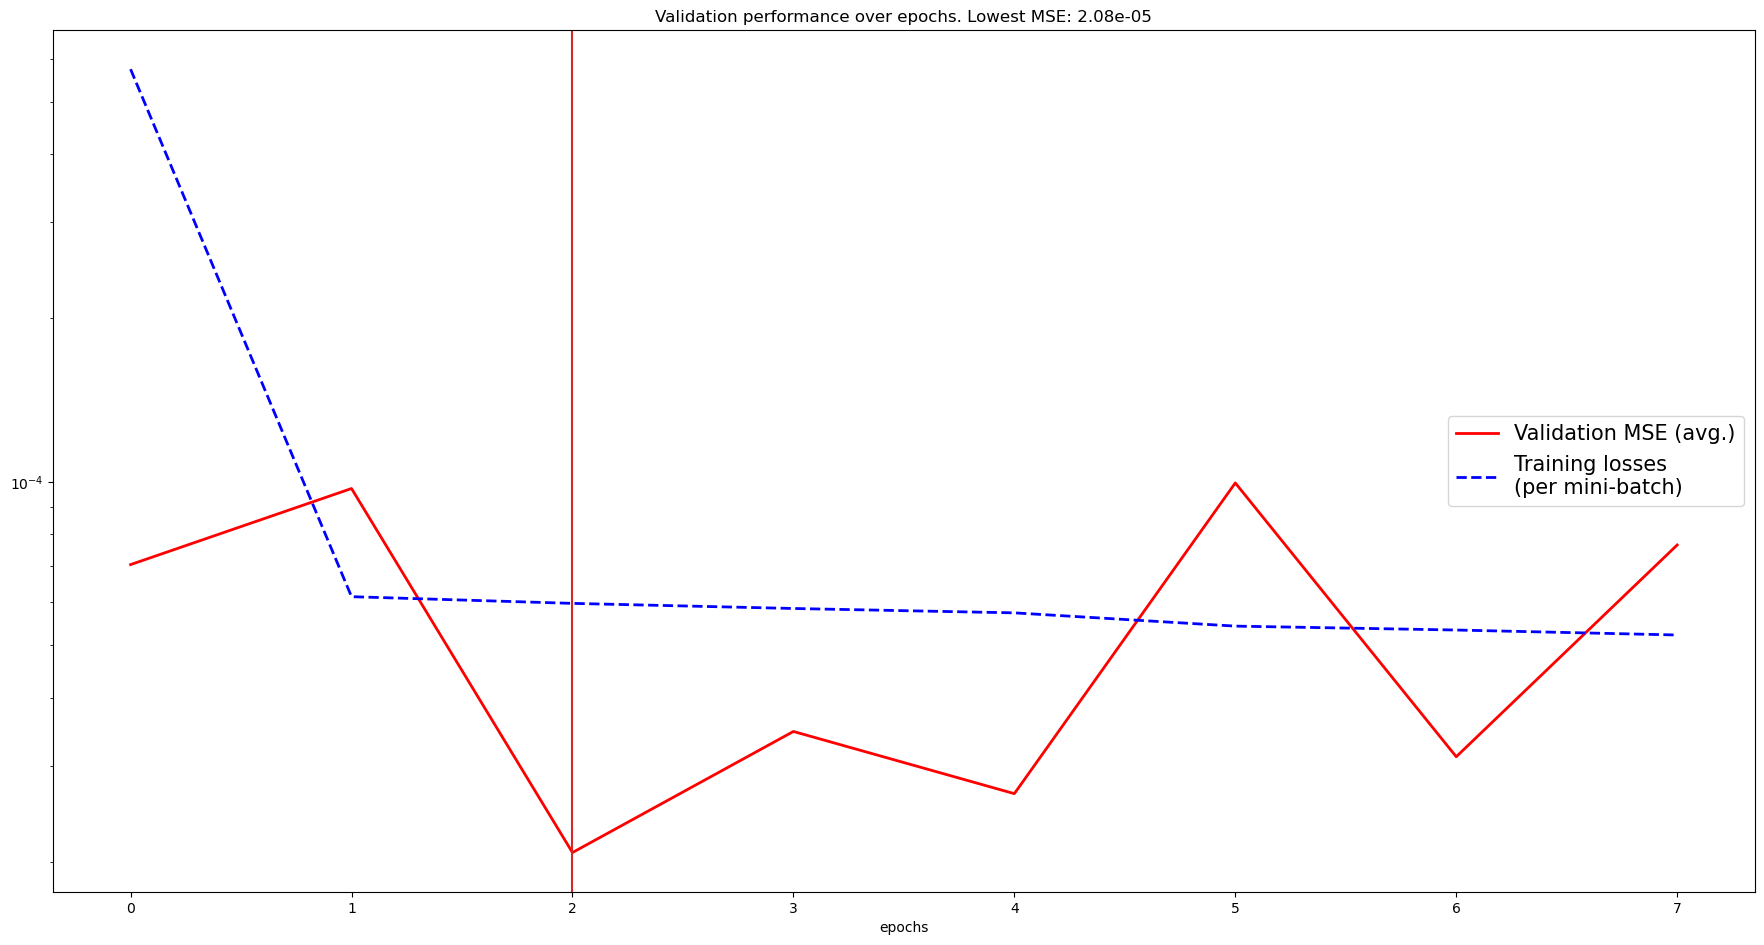 Validation performance over epochs. Lowest MSE: 2.08e-05
10⁻⁴
Validation MSE (avg.)
Training losses
(per mini-batch)
0 1 2 3 4 5 6 7
epochs